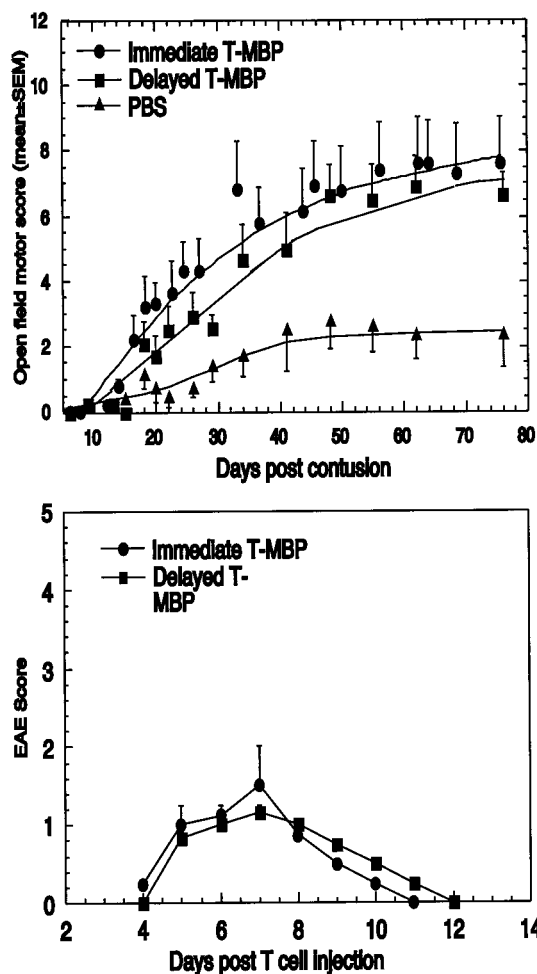 12
10
8
6
4
2
0
Open field motor score (mean±SEM)
Immediate T-MBP
Delayed T-MBP
PBS
10 20 30 40 50 60 70 80
Days post contusion
5
4
3
2
1
0
EAE Score
Immediate T-MBP
Delayed T-
MBP
2 4 6 8 10 12 14
Days post T cell injection